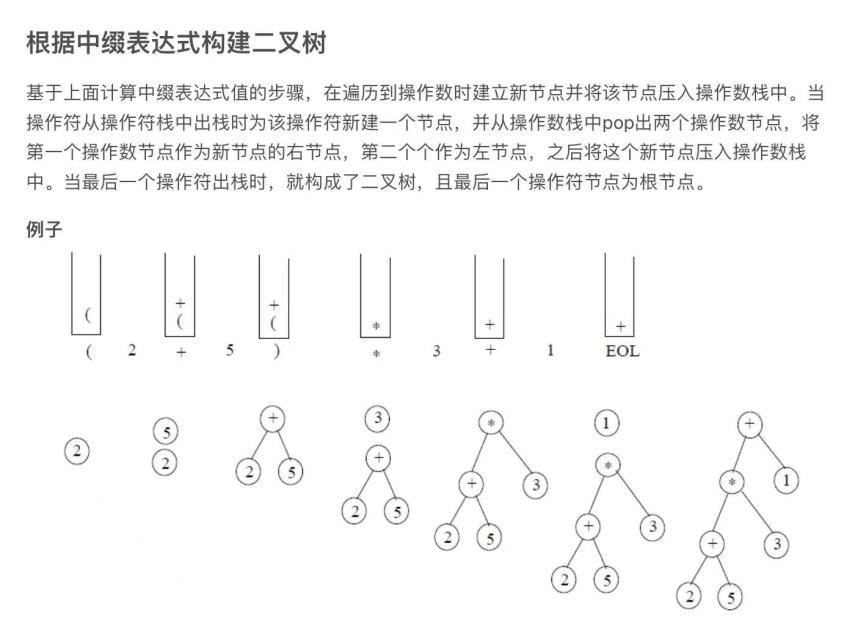 根据中缀表达式构建二叉树
基于上面计算中缀表达式值的步骤，在遍历到操作数时建立新节点并将该节点压入操作数栈中。当
操作符从操作符栈中出栈时为该操作符新建一个节点，并从操作数栈中pop出两个操作数节点，将
第一个操作数节点作为新节点的右节点，第二个个作为左节点，之后将这个新节点压入操作数栈
中。当最后一个操作符出栈时，就构成了二叉树，且最后一个操作符节点为根节点。
例子
+ +
( ( ( * + +
( 2 + 5 ) * 3 + 1 EOL
5 + 3 * 1 +
2 2 2 5 + + 3 * * 1
2 5 2 5 + 3 + 3
2 5 2 5